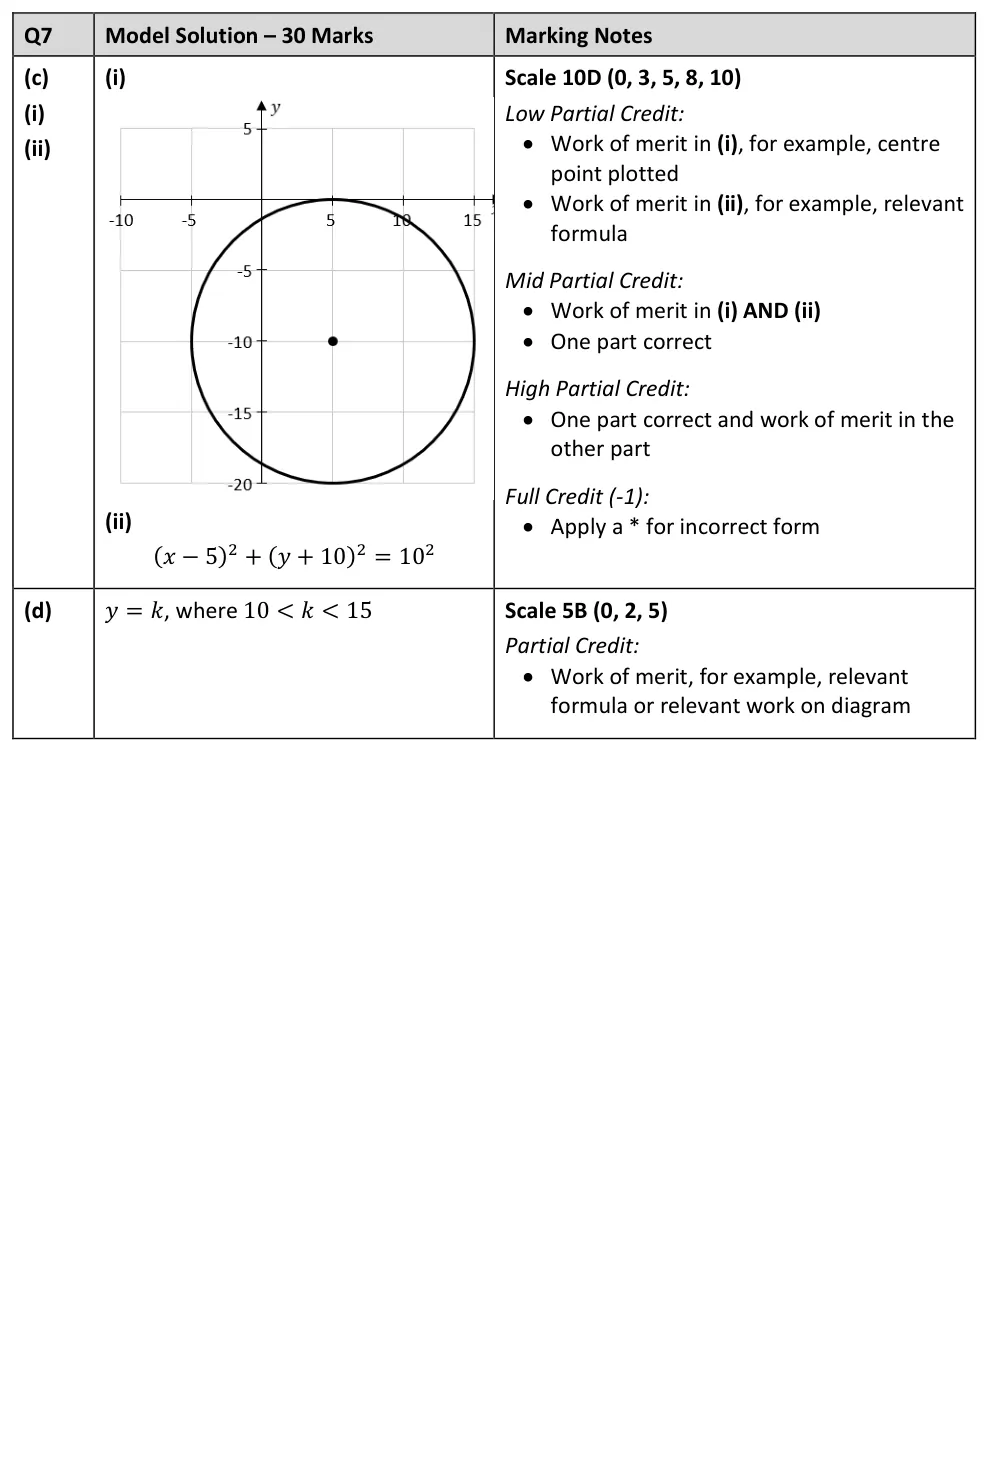 Q7 Model Solution – 30 Marks Marking Notes
(c)
(i)
(ii)
(i)
y
5
-10 -5 5 10 15
-5
-10
-15
-20
(ii)
(x − 5)² + (y + 10)² = 10²
Scale 10D (0, 3, 5, 8, 10)
Low Partial Credit:
• Work of merit in (i), for example, centre
point plotted
• Work of merit in (ii), for example, relevant
formula
Mid Partial Credit:
• Work of merit in (i) AND (ii)
• One part correct
High Partial Credit:
• One part correct and work of merit in the
other part
Full Credit (-1):
• Apply a * for incorrect form
(d)
y = k, where 10 < k < 15
Scale 5B (0, 2, 5)
Partial Credit:
• Work of merit, for example, relevant
formula or relevant work on diagram